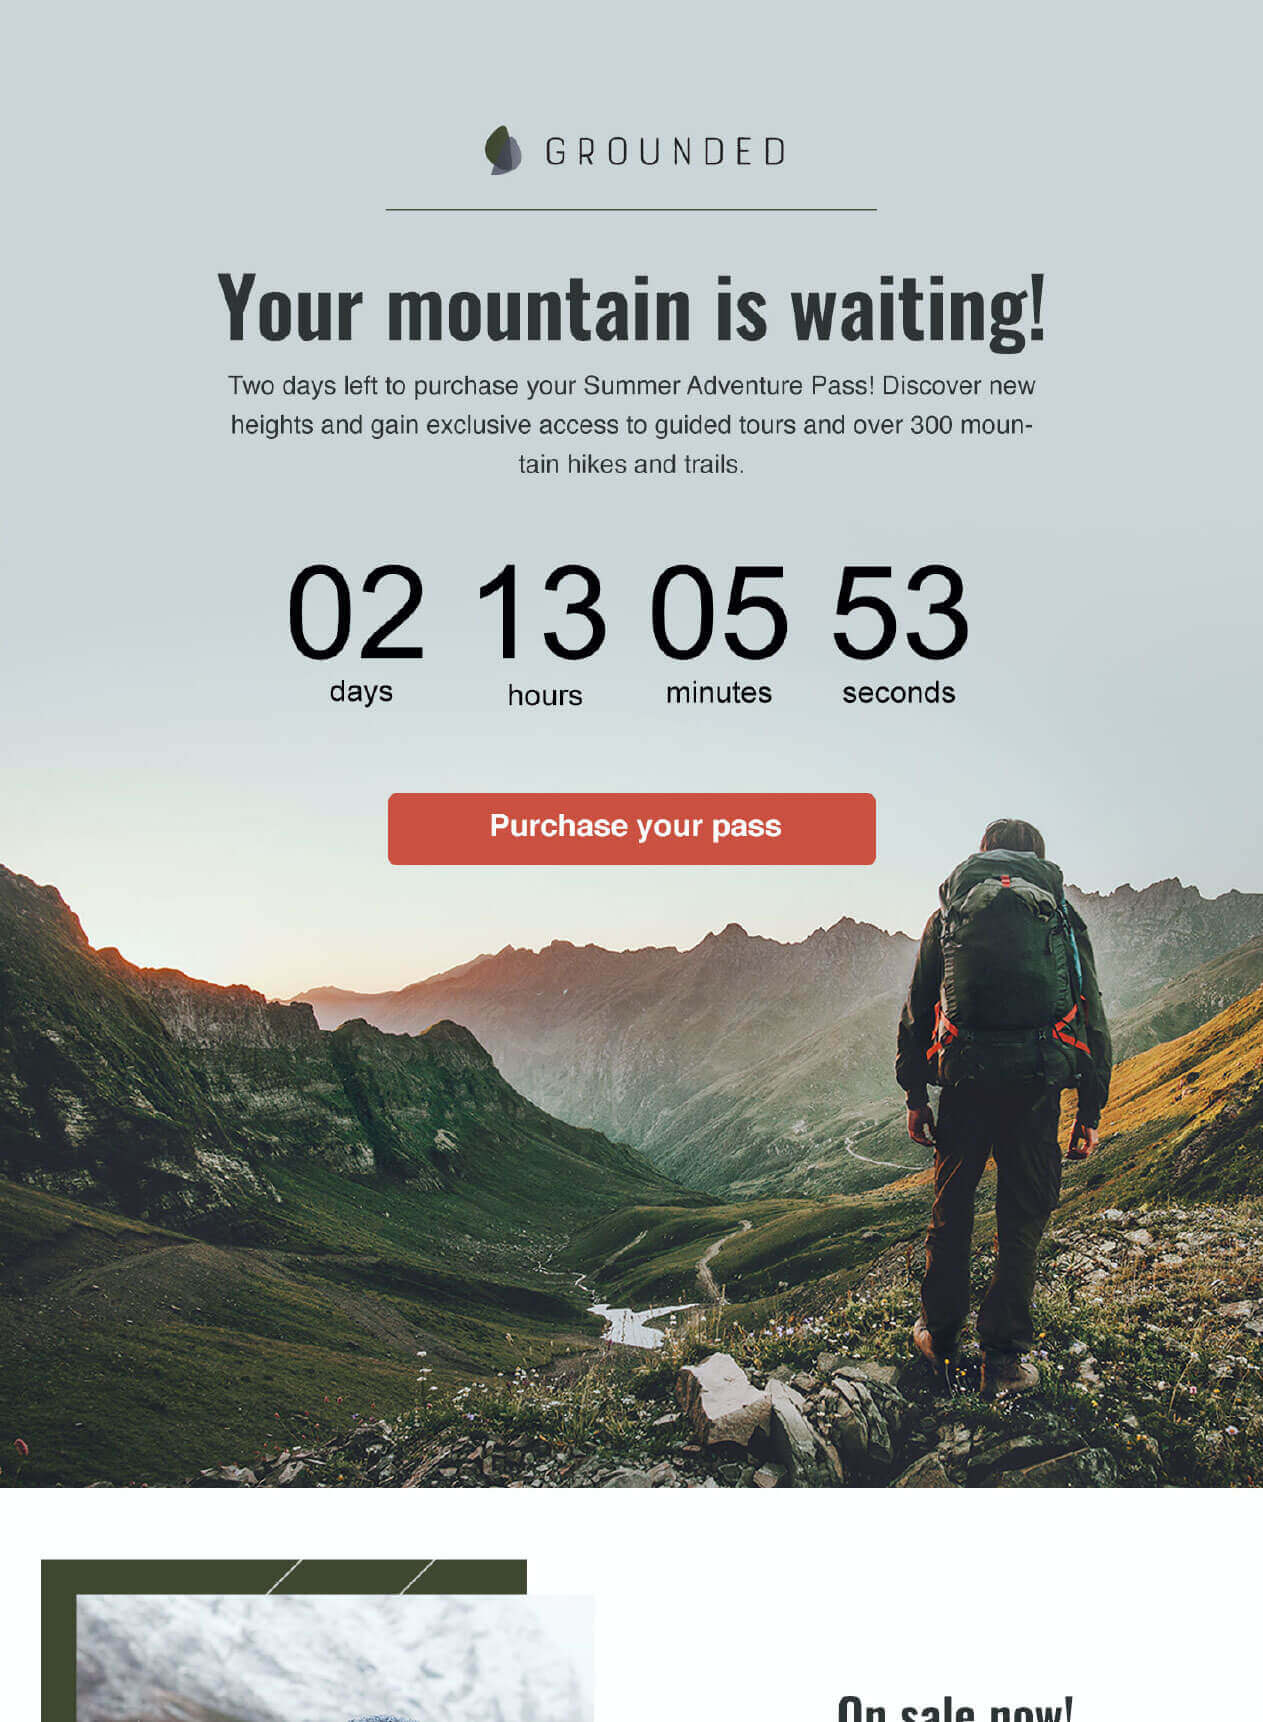 GROUNDED
Your mountain is waiting!
Two days left to purchase your Summer Adventure Pass! Discover new
heights and gain exclusive access to guided tours and over 300 moun-
tain hikes and trails.
02 13 05 53
days hours minutes seconds
Purchase your pass
On sale now!